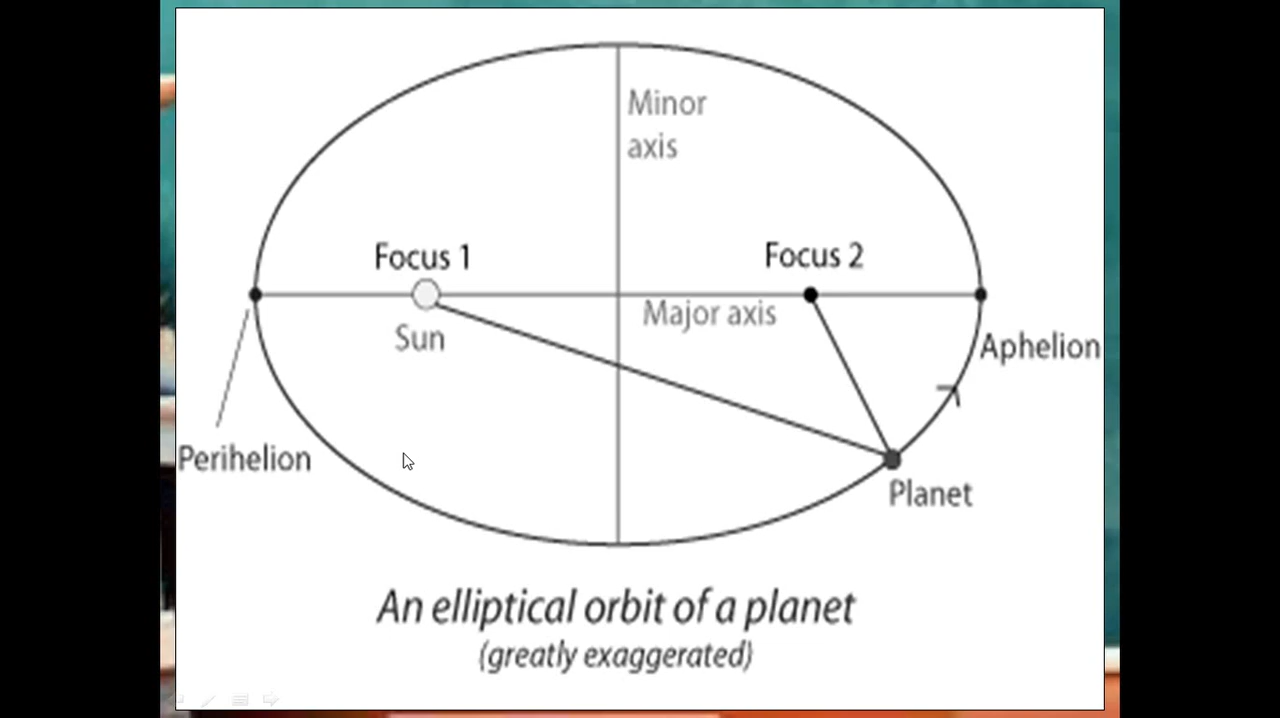 Minor
axis
Focus 1
Focus 2
Major axis
Sun
Aphelion
Perihelion
Planet
An elliptical orbit of a planet
(greatly exaggerated)